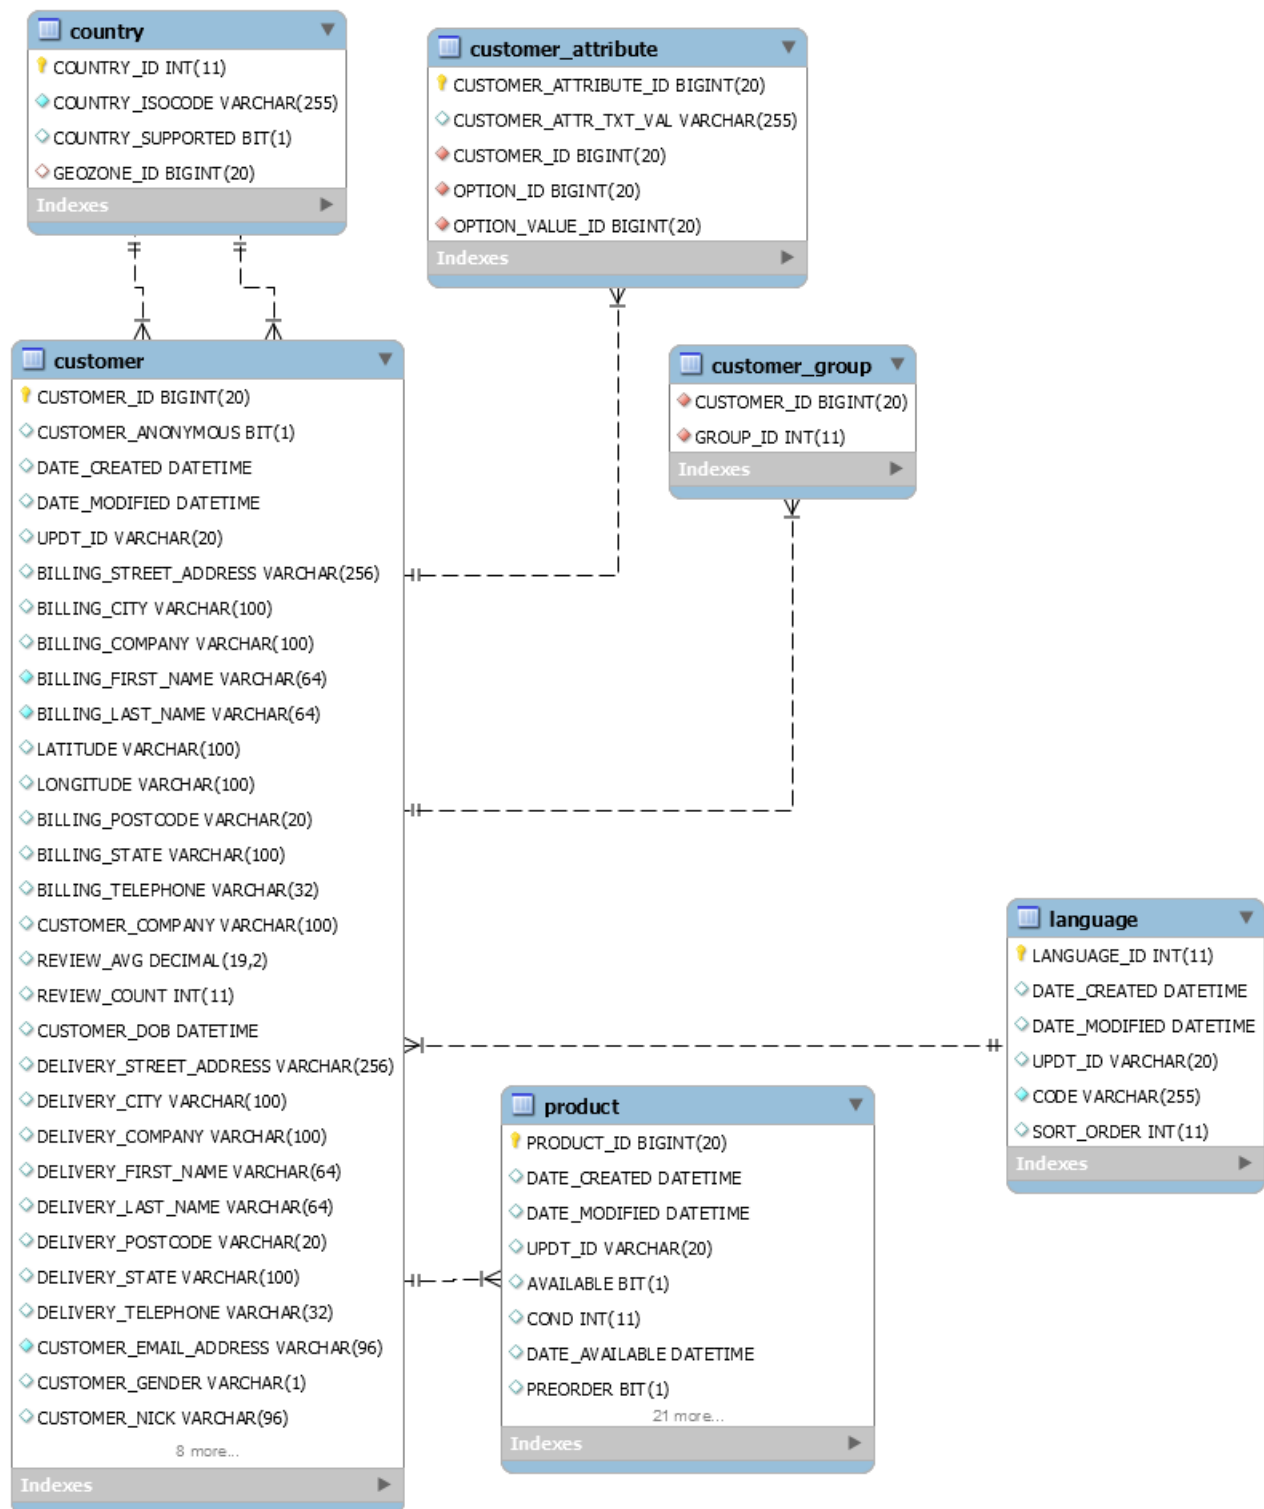 country
COUNTRY_ID INT(11)
COUNTRY_ISOCODE VARCHAR(255)
COUNTRY_SUPPORTED BIT(1)
GEOZONE_ID BIGINT(20)
Indexes
customer_attribute
CUSTOMER_ATTRIBUTE_ID BIGINT(20)
CUSTOMER_ATTR_TXT_VAL VARCHAR(255)
CUSTOMER_ID BIGINT(20)
OPTION_ID BIGINT(20)
OPTION_VALUE_ID BIGINT(20)
Indexes
customer
CUSTOMER_ID BIGINT(20)
CUSTOMER_ANONYMOUS BIT(1)
DATE_CREATED DATETIME
DATE_MODIFIED DATETIME
UPDT_ID VARCHAR(20)
BILLING_STREET_ADDRESS VARCHAR(256)
BILLING_CITY VARCHAR(100)
BILLING_COMPANY VARCHAR(100)
BILLING_FIRST_NAME VARCHAR(64)
BILLING_LAST_NAME VARCHAR(64)
LATITUDE VARCHAR(100)
LONGITUDE VARCHAR(100)
BILLING_POSTCODE VARCHAR(20)
BILLING_STATE VARCHAR(100)
BILLING_TELEPHONE VARCHAR(32)
CUSTOMER_COMPANY VARCHAR(100)
REVIEW_AVG DECIMAL(19,2)
REVIEW_COUNT INT(11)
CUSTOMER_DOB DATETIME
DELIVERY_STREET_ADDRESS VARCHAR(256)
DELIVERY_CITY VARCHAR(100)
DELIVERY_COMPANY VARCHAR(100)
DELIVERY_FIRST_NAME VARCHAR(64)
DELIVERY_LAST_NAME VARCHAR(64)
DELIVERY_POSTCODE VARCHAR(20)
DELIVERY_STATE VARCHAR(100)
DELIVERY_TELEPHONE VARCHAR(32)
CUSTOMER_EMAIL_ADDRESS VARCHAR(96)
CUSTOMER_GENDER VARCHAR(1)
CUSTOMER_NICK VARCHAR(96)
8 more...
Indexes
customer_group
CUSTOMER_ID BIGINT(20)
GROUP_ID INT(11)
Indexes
language
LANGUAGE_ID INT(11)
DATE_CREATED DATETIME
DATE_MODIFIED DATETIME
UPDT_ID VARCHAR(20)
CODE VARCHAR(255)
SORT_ORDER INT(11)
Indexes
product
PRODUCT_ID BIGINT(20)
DATE_CREATED DATETIME
DATE_MODIFIED DATETIME
UPDT_ID VARCHAR(20)
AVAILABLE BIT(1)
COND INT(11)
DATE_AVAILABLE DATETIME
PREORDER BIT(1)
21 more...
Indexes